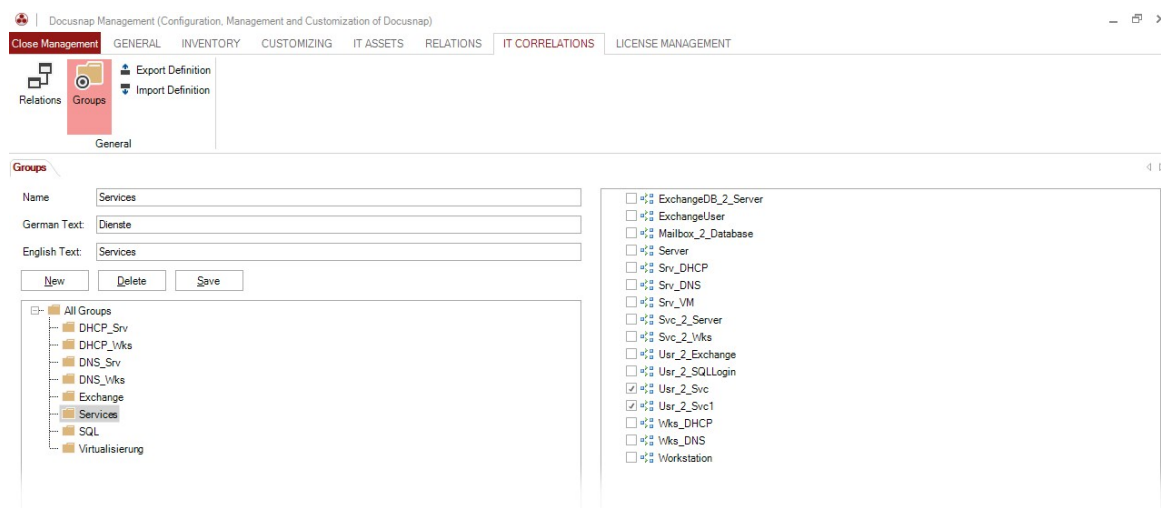 Docusnap Management (Configuration, Management and Customization of Docusnap)
Close Management GENERAL INVENTORY CUSTOMIZING IT ASSETS RELATIONS IT CORRELATIONS LICENSE MANAGEMENT
Relations
Groups
Export Definition
Import Definition
General
Groups
Name Services
German Text: Dienste
English Text: Services
New Delete Save
All Groups
DHCP_Srv
DHCP_Wks
DNS_Srv
DNS_Wks
Exchange
Services
SQL
Virtualisierung
ExchangeDB_2_Server
ExchangeUser
Mailbox_2_Database
Server
Srv_DHCP
Srv_DNS
Srv_VM
Svc_2_Server
Svc_2_Wks
Usr_2_Exchange
Usr_2_SQLLogin
Usr_2_Svc
Usr_2_Svc1
Wks_DHCP
Wks_DNS
Workstation